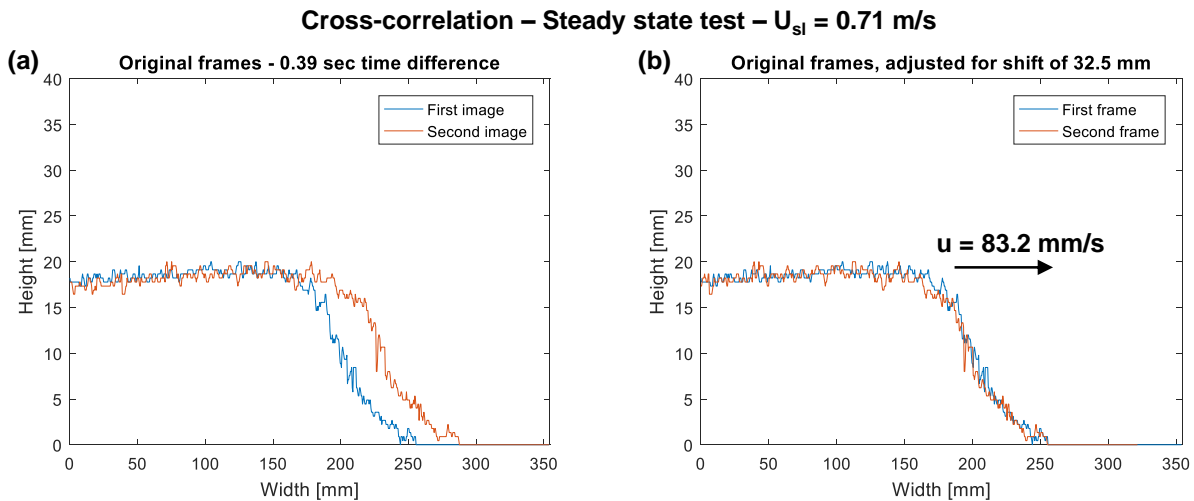 Cross-correlation – Steady state test – Usl = 0.71 m/s
(a)
Original frames - 0.39 sec time difference
First image
Second image
40
35
30
25
20
15
10
5
0
Height [mm]
0 50 100 150 200 250 300 350
Width [mm]
(b)
Original frames, adjusted for shift of 32.5 mm
First frame
Second frame
u = 83.2 mm/s
40
35
30
25
20
15
10
5
0
Height [mm]
0 50 100 150 200 250 300 350
Width [mm]